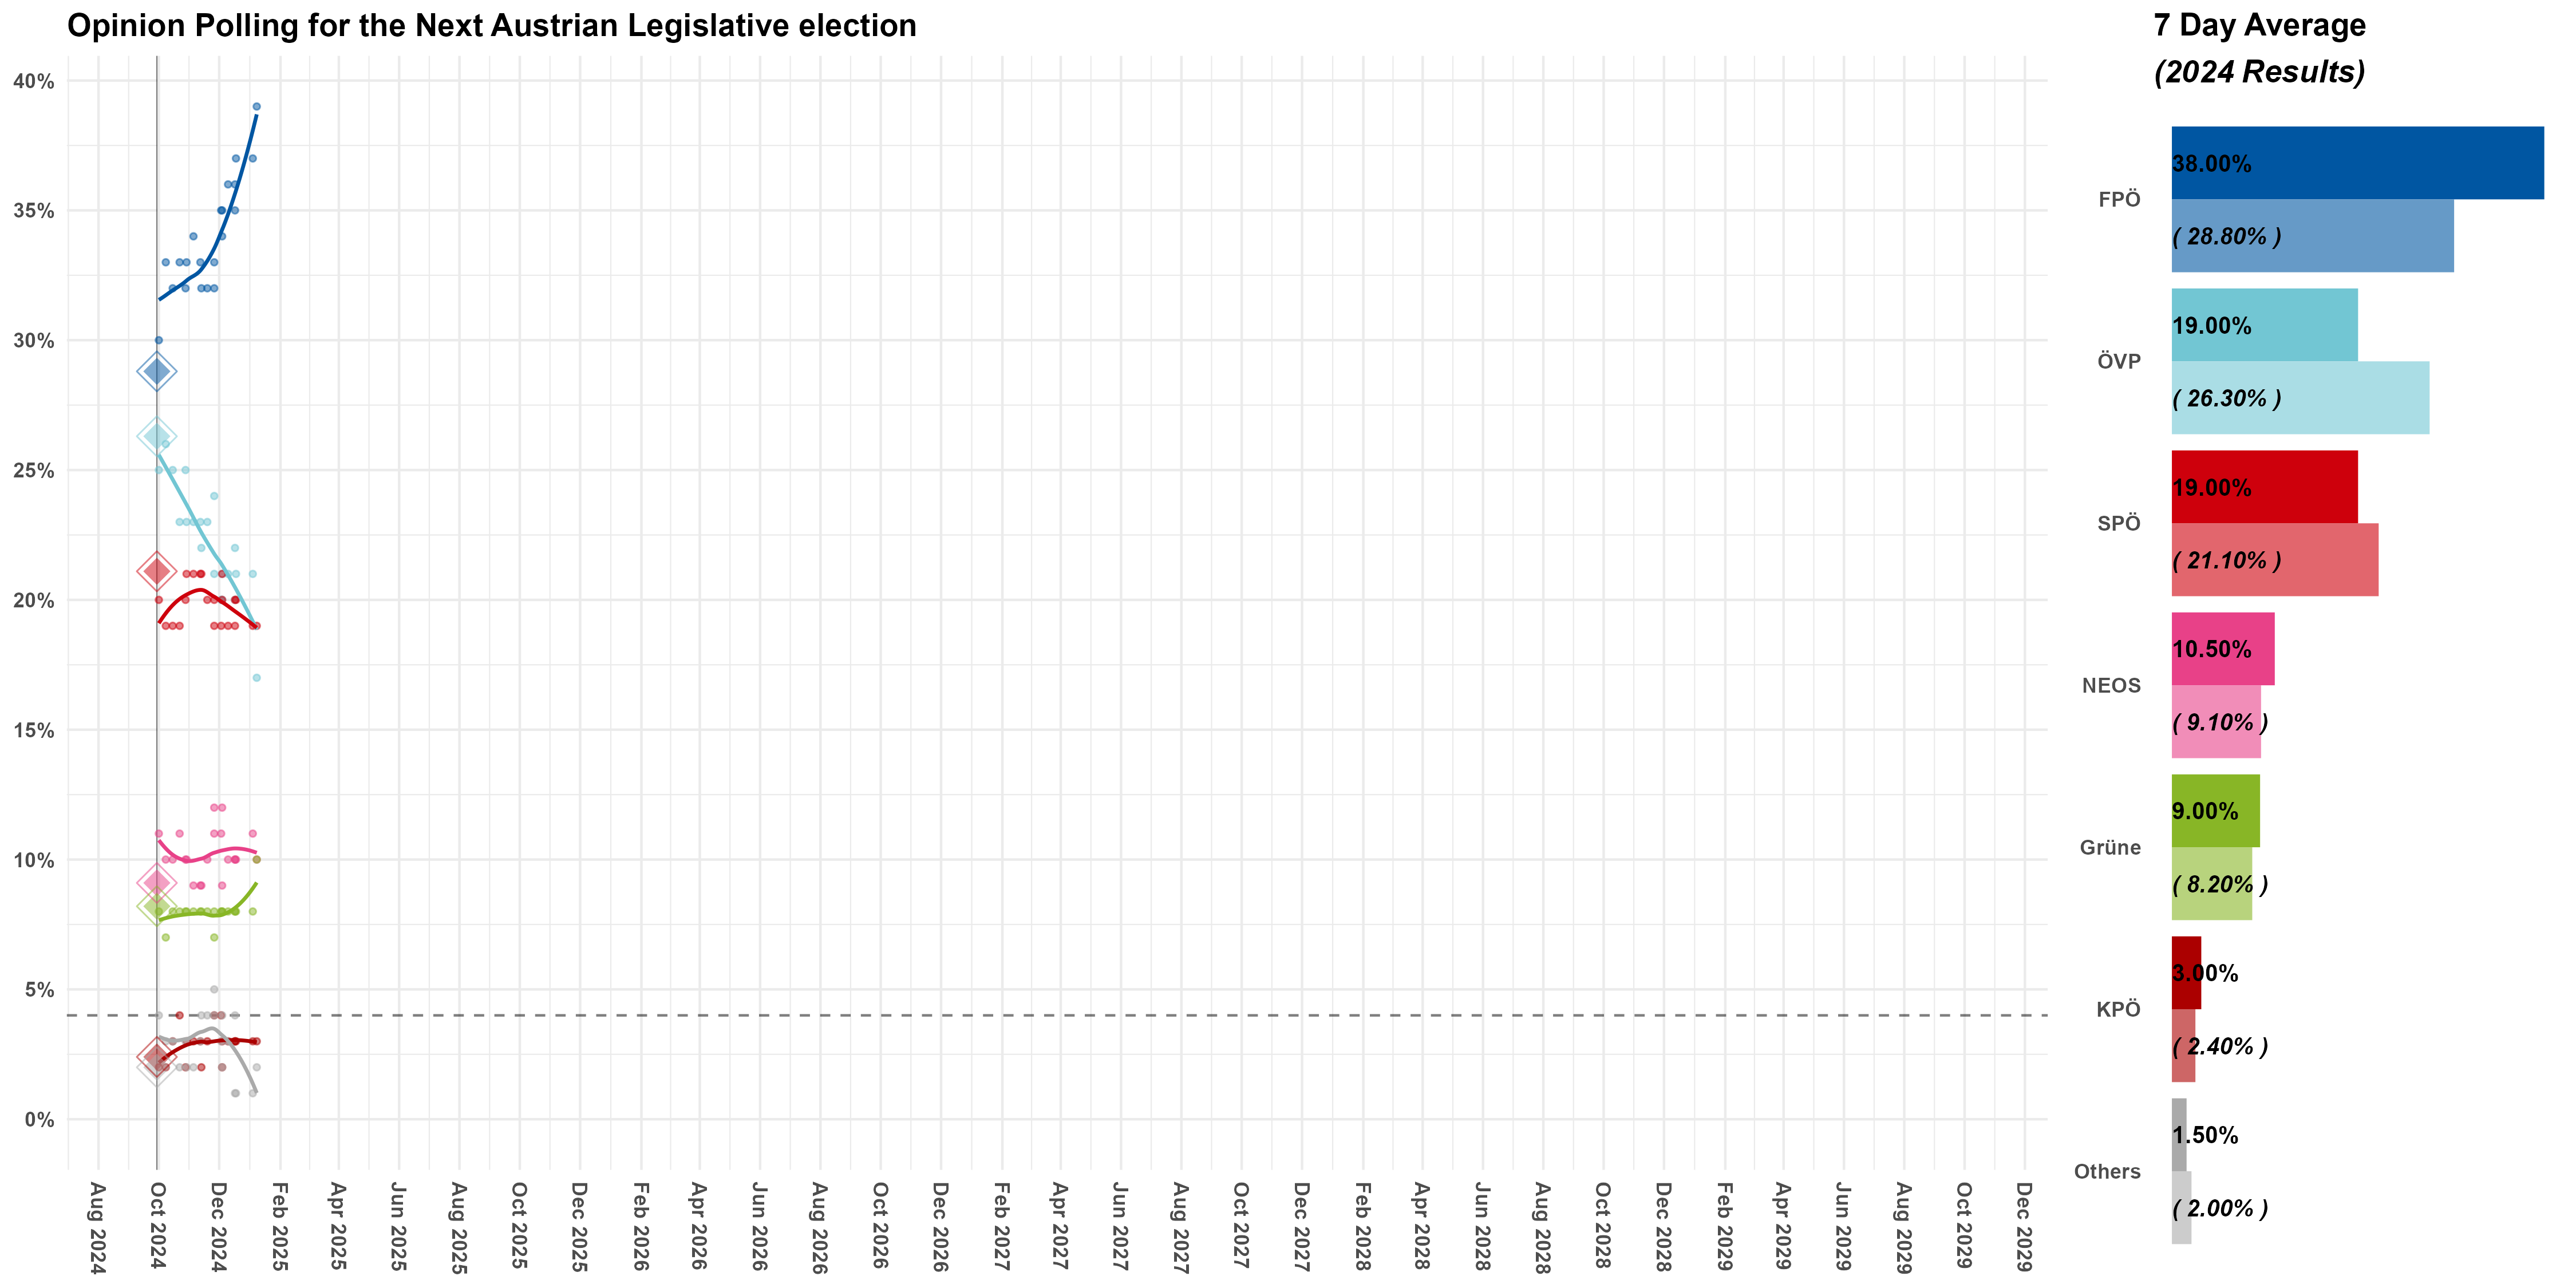 Opinion Polling for the Next Austrian Legislative election
40%
35%
30%
25%
20%
15%
10%
5%
0%
Aug 2024
Oct 2024
Dec 2024
Feb 2025
Apr 2025
Jun 2025
Aug 2025
Oct 2025
Dec 2025
Feb 2026
Apr 2026
Jun 2026
Aug 2026
Oct 2026
Dec 2026
Feb 2027
Apr 2027
Jun 2027
Aug 2027
Oct 2027
Dec 2027
Feb 2028
Apr 2028
Jun 2028
Aug 2028
Oct 2028
Dec 2028
Feb 2029
Apr 2029
Jun 2029
Aug 2029
Oct 2029
Dec 2029
7 Day Average
(2024 Results)
FPÖ
38.00%
( 28.80% )
ÖVP
19.00%
( 26.30% )
SPÖ
19.00%
( 21.10% )
NEOS
10.50%
( 9.10% )
Grüne
9.00%
( 8.20% )
KPÖ
3.00%
( 2.40% )
Others
1.50%
( 2.00% )